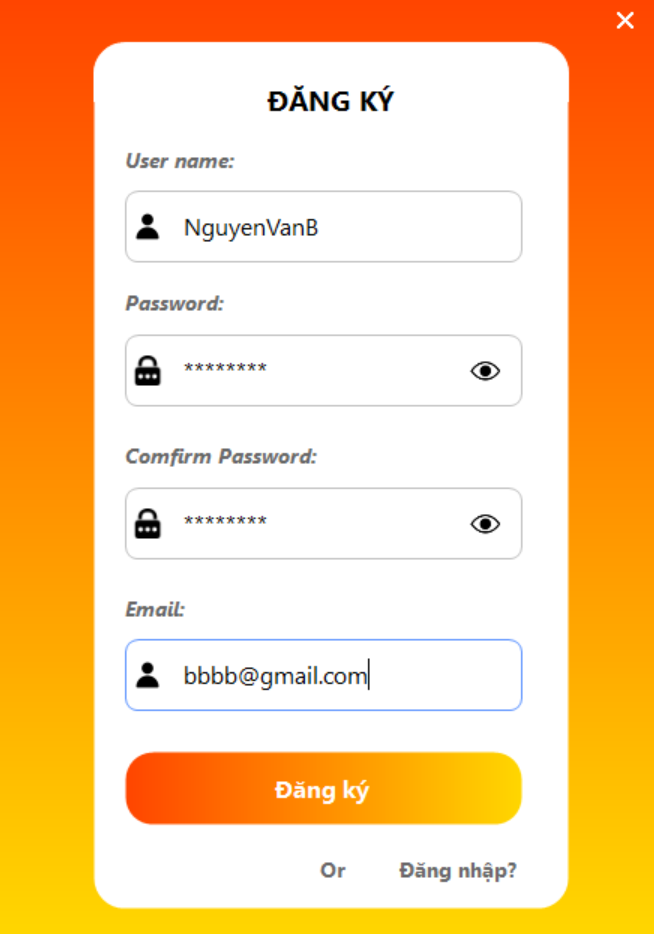 ĐĂNG KÝ
User name:
NguyenVanB
Password:
********
Comfirm Password:
********
Email:
bbbb@gmail.com
Đăng ký
Or Đăng nhập?